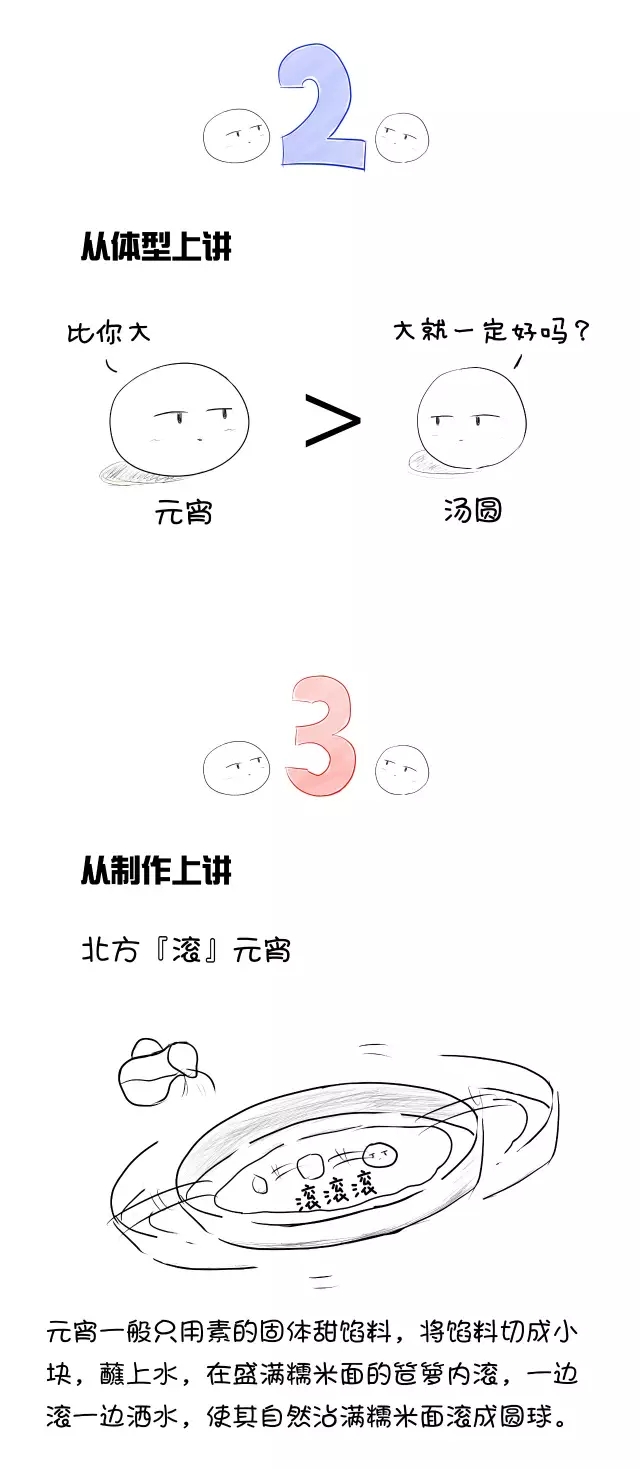 2
从体型上讲
比你大
大就一定好吗？
>
元宵
汤圆
3
从制作上讲
北方『滚』元宵
滚滚滚
元宵一般只用素的固体甜馅料，将馅料切成小
块，蘸上水，在盛满糯米面的笸箩内滚，一边
滚一边洒水，使其自然沾满糯米面滚成圆球。